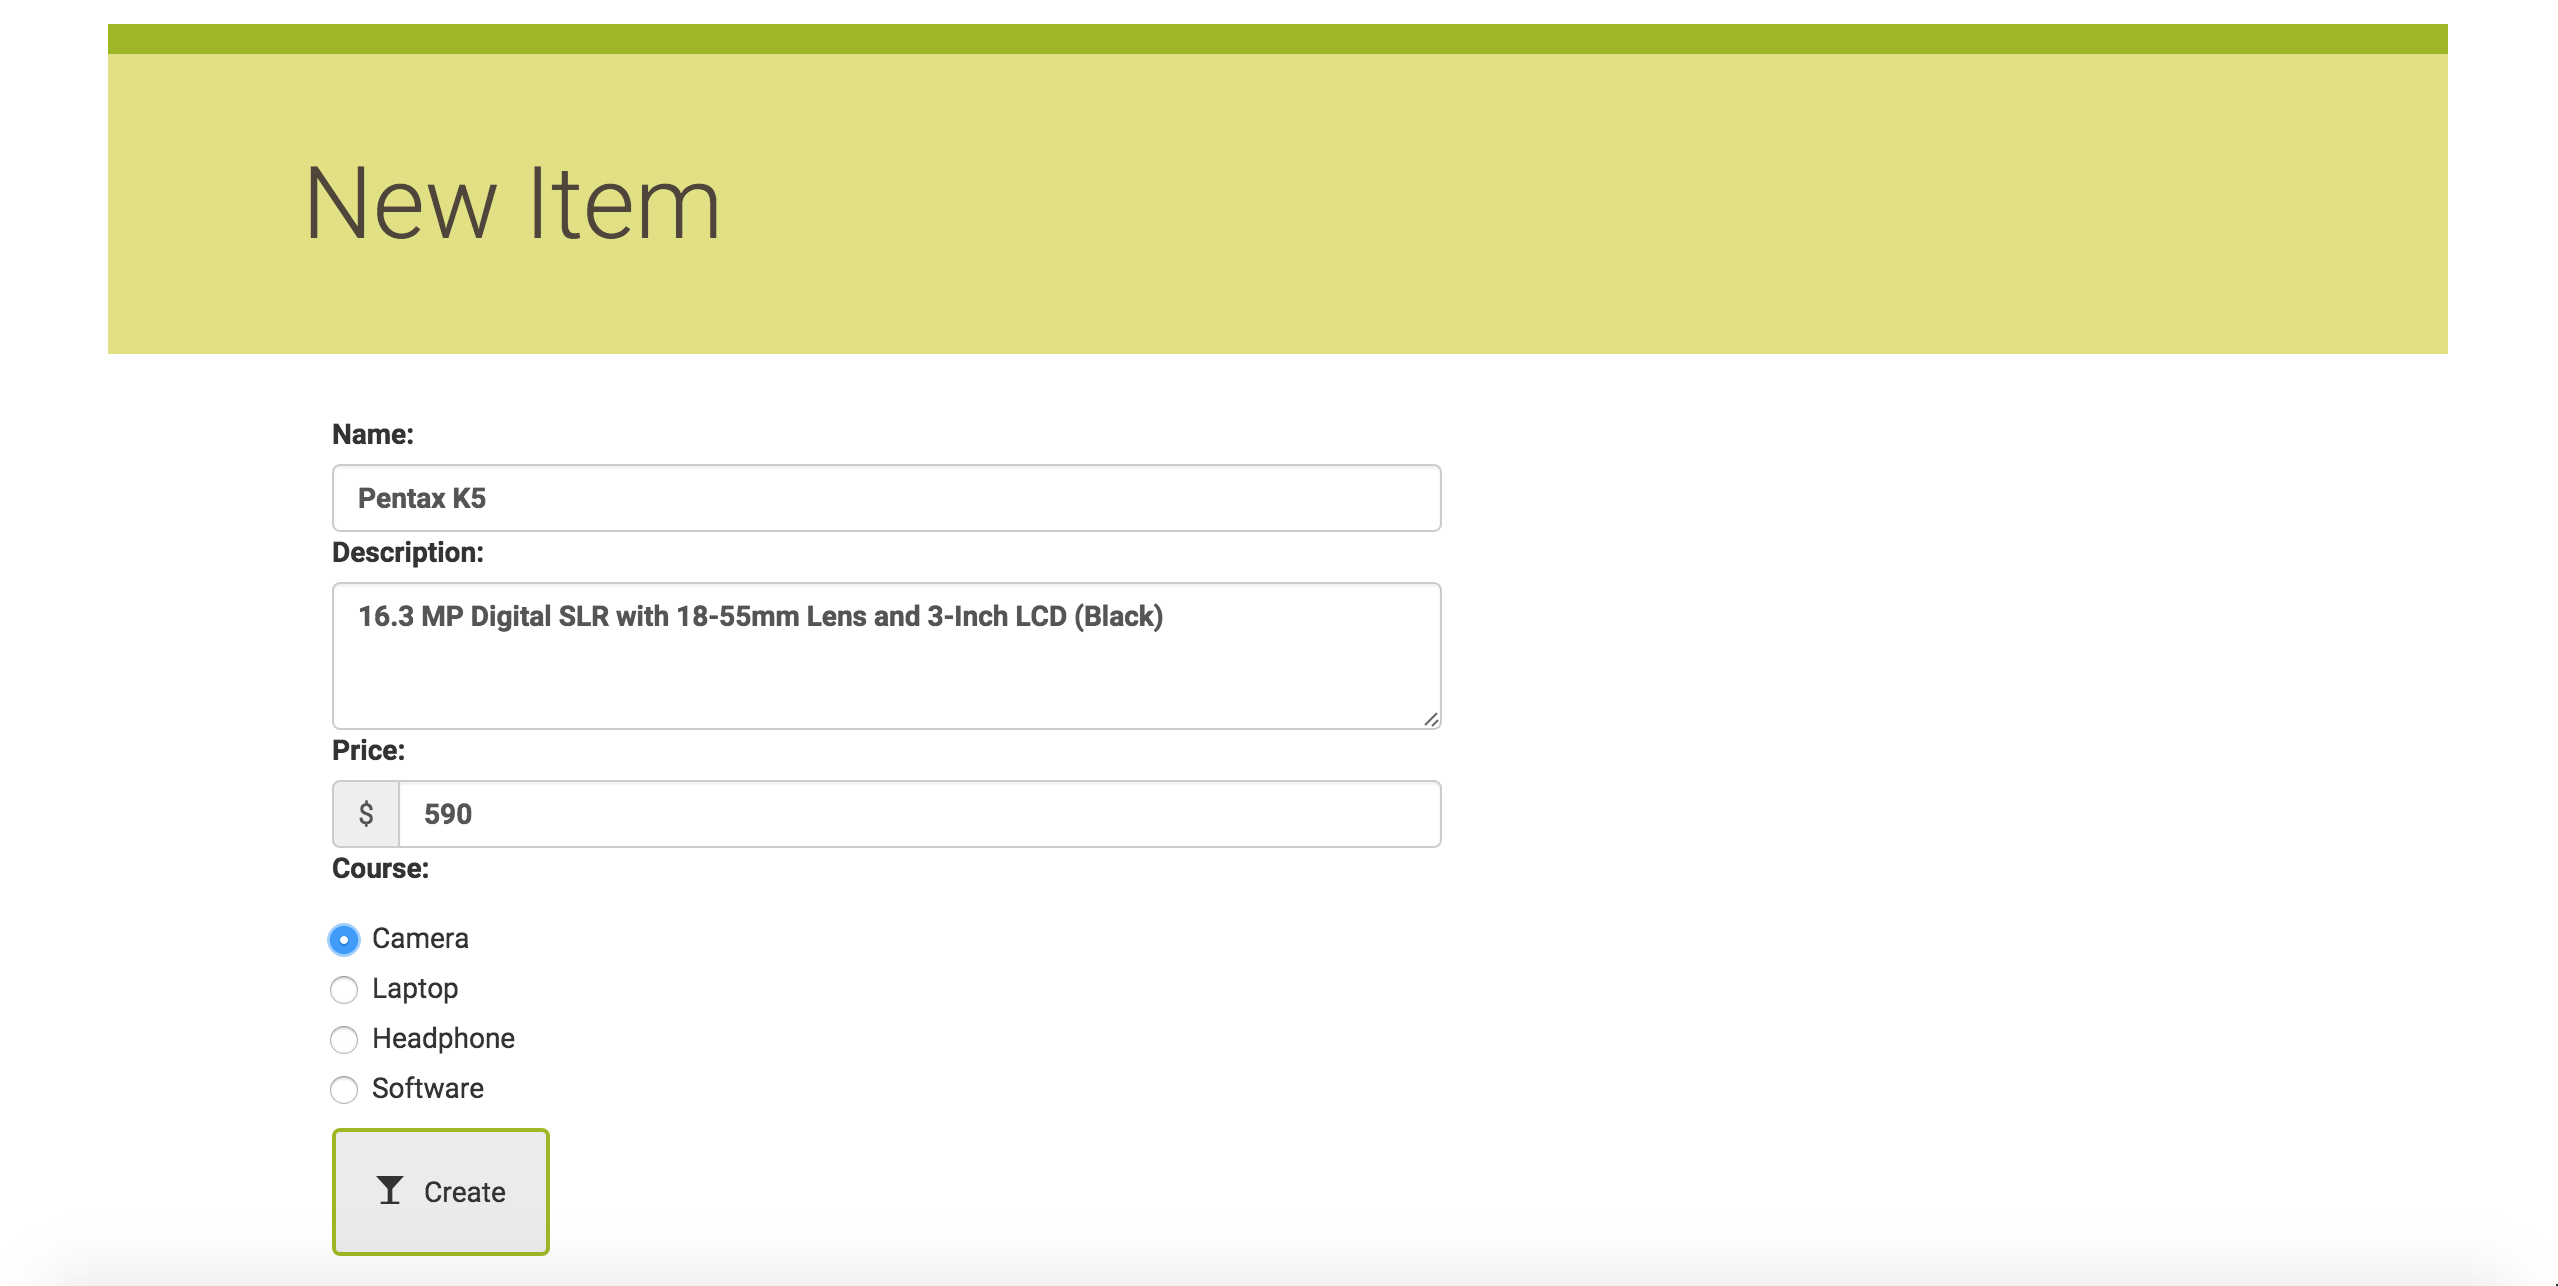 New Item
Name:
Pentax K5
Description:
16.3 MP Digital SLR with 18-55mm Lens and 3-Inch LCD (Black)
Price:
$ 590
Course:
Camera
Laptop
Headphone
Software
Create